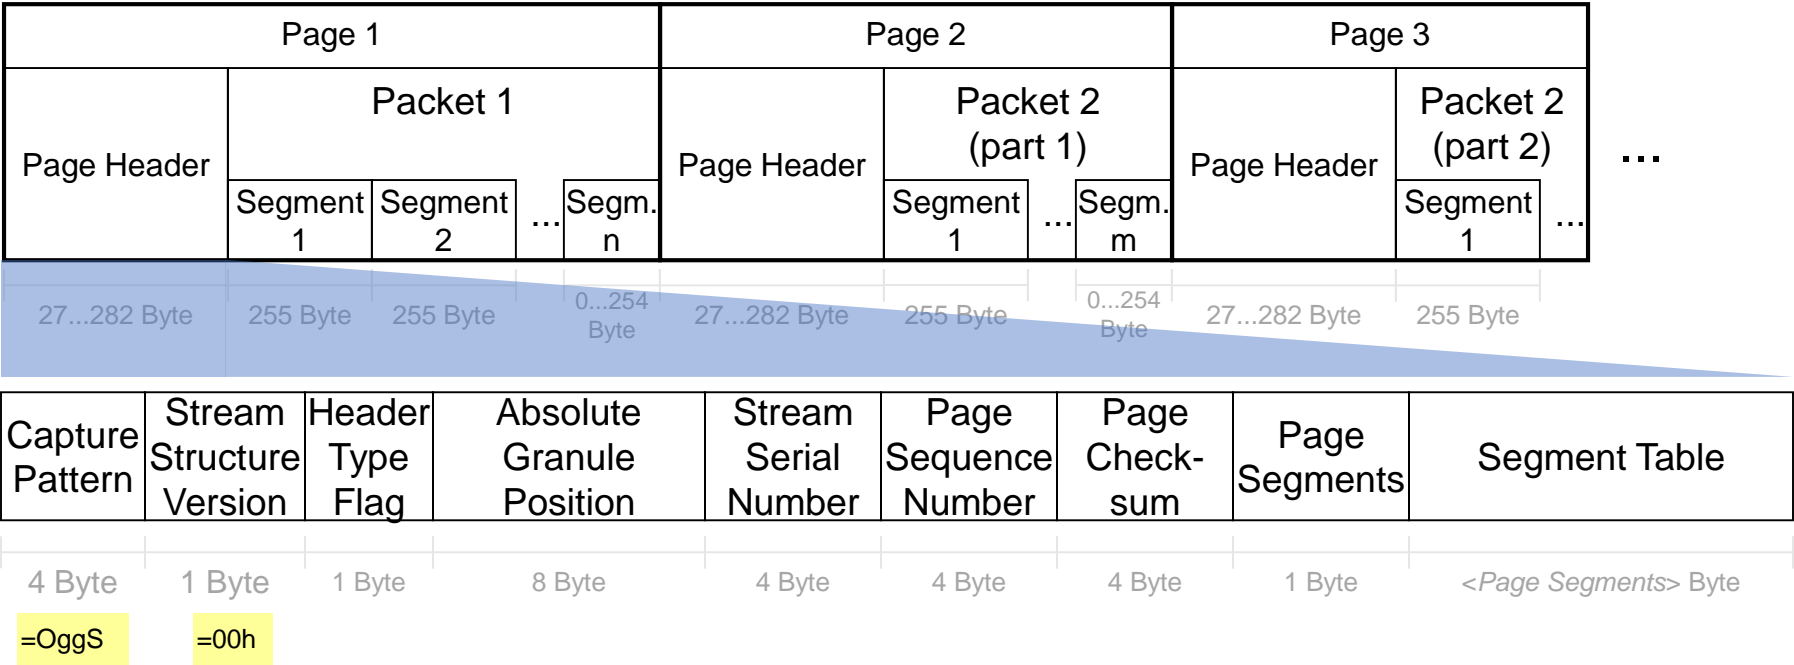 Page 1
Page 2
Page 3
Page Header
Packet 1
Segment
1
Segment
2
...
Segm.
n
Page Header
Packet 2
(part 1)
Segment
1
...
Segm.
m
Page Header
Packet 2
(part 2)
Segment
1
...
...
27...282 Byte
255 Byte
255 Byte
0...254
Byte
27...282 Byte
255 Byte
0...254
Byte
27...282 Byte
255 Byte
Capture
Pattern
Stream
Structure
Version
Header
Type
Flag
Absolute
Granule
Position
Stream
Serial
Number
Page
Sequence
Number
Page
Check-
sum
Page
Segments
Segment Table
4 Byte
1 Byte
1 Byte
8 Byte
4 Byte
4 Byte
4 Byte
1 Byte
<Page Segments> Byte
=OggS
=00h